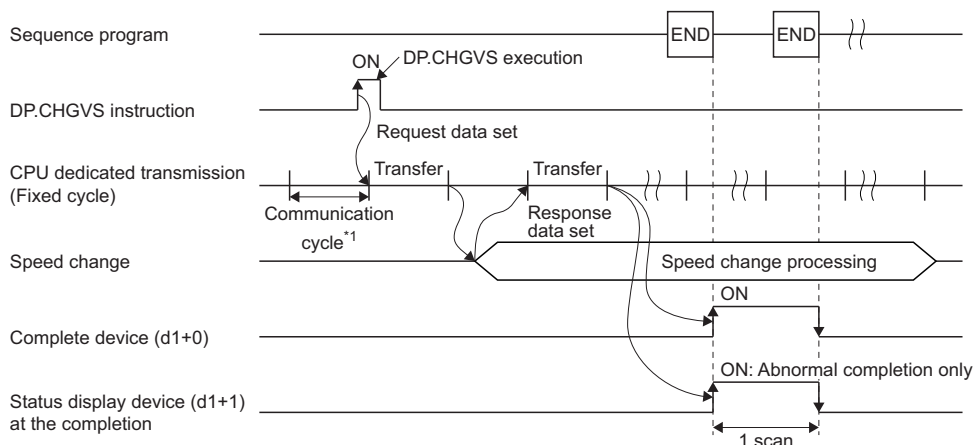 Sequence program
END
END
ON
DP.CHGVS execution
DP.CHGVS instruction
Request data set
CPU dedicated transmission
(Fixed cycle)
Transfer
Transfer
Communication
cycle*1
Response
data set
Speed change
Speed change processing
ON
Complete device (d1+0)
ON: Abnormal completion only
Status display device (d1+1)
at the completion
1 scan